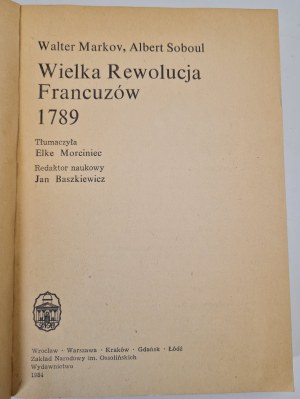 Walter Markov, Albert Soboul
Wielka Rewolucja
Francuzów
1789
Tłumaczyła
Elke Morciniec
Redaktor naukowy
Jan Baszkiewicz
Wrocław · Warszawa · Kraków · Gdańsk · Łódź
Zakład Narodowy im. Ossolińskich
Wydawnictwo
1984